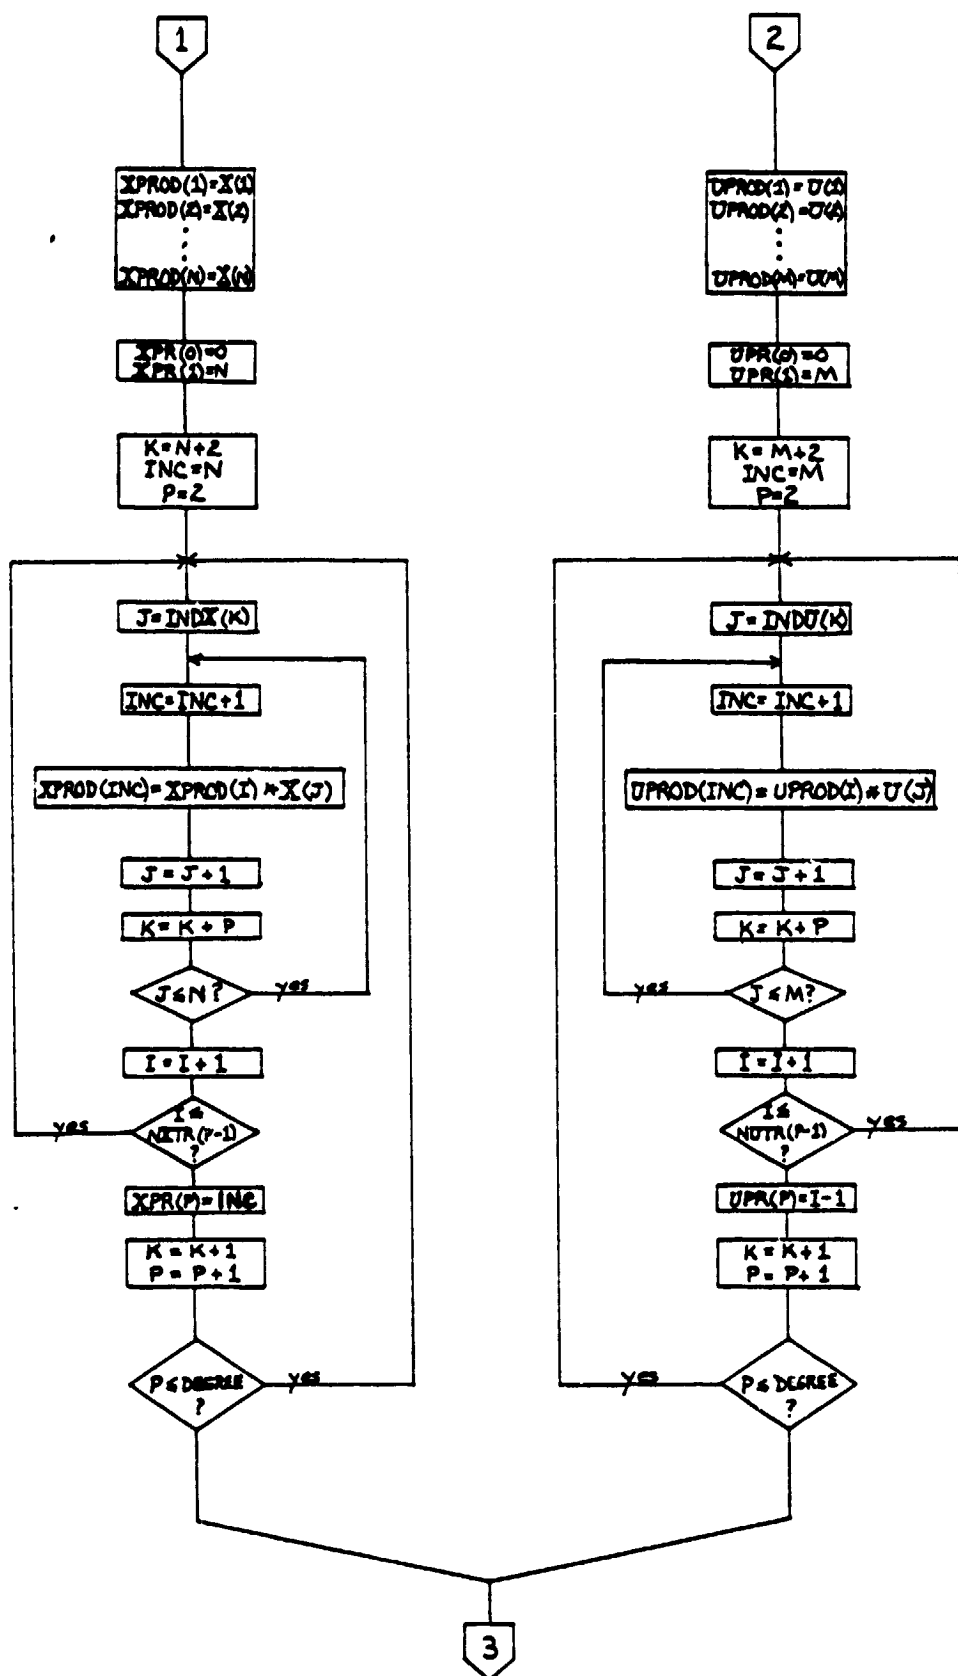 1
XPROD(1)=X(1)
XPROD(2)=X(2)
XPROD(N)=X(N)
XPR(0)=0
XPR(1)=N
K=N+2
INC=N
P=2
J=INDX(K)
INC=INC+1
XPROD(INC)=XPROD(I)*X(J)
J=J+1
K=K+P
J≤N?
yes
I=I+1
I≤
NXTR(P-1)
?
yes
XPR(P)=INC
K=K+1
P=P+1
P≤DEGREE
?
yes
2
UPROD(1)=U(1)
UPROD(2)=U(2)
UPROD(M)=U(M)
UPR(0)=0
UPR(1)=M
K=M+2
INC=M
P=2
J=INDU(K)
INC=INC+1
UPROD(INC)=UPROD(I)*U(J)
J=J+1
K=K+P
J≤M?
yes
I=I+1
I≤
NUTR(P-1)
?
yes
UPR(P)=I-1
K=K+1
P=P+1
P≤DEGREE
?
yes
3